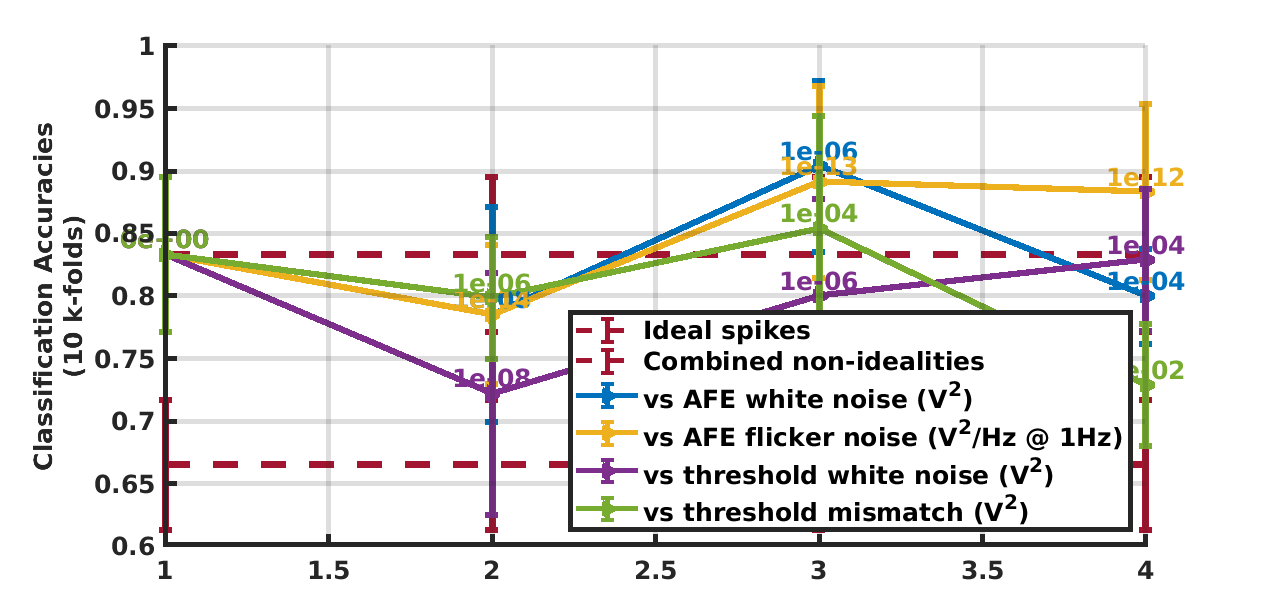 Classification Accuracies
(10 k-folds)
1
0.95
0.9
0.85
0.8
0.75
0.7
0.65
0.6
1e-06
1e-13
1e-12
1e-04
0e+00
1e-04
1e-06
1e-06
1e-04
1e-08
Ideal spikes
Combined non-idealities
vs AFE white noise (V²)
vs AFE flicker noise (V²/Hz @ 1Hz)
vs threshold white noise (V²)
vs threshold mismatch (V²)
1
1.5
2
2.5
3
3.5
4